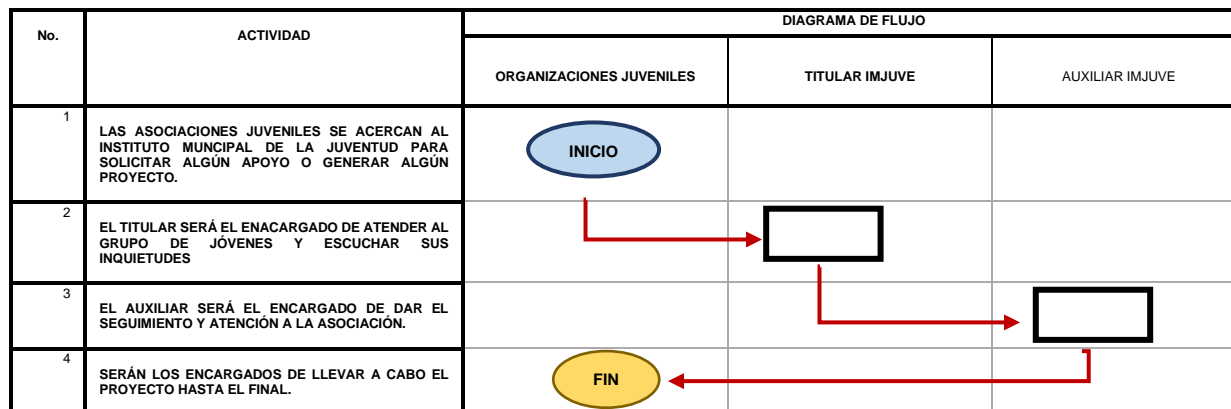 No.
ACTIVIDAD
DIAGRAMA DE FLUJO
ORGANIZACIONES JUVENILES
TITULAR IMJUVE
AUXILIAR IMJUVE
1
LAS ASOCIACIONES JUVENILES SE ACERCAN AL
INSTITUTO MUNCIPAL DE LA JUVENTUD PARA
SOLICITAR ALGÚN APOYO O GENERAR ALGÚN
PROYECTO.
INICIO
2
EL TITULAR SERÁ EL ENACARGADO DE ATENDER AL
GRUPO DE JÓVENES Y ESCUCHAR SUS
INQUIETUDES
3
EL AUXILIAR SERÁ EL ENCARGADO DE DAR EL
SEGUIMIENTO Y ATENCIÓN A LA ASOCIACIÓN.
4
SERÁN LOS ENCARGADOS DE LLEVAR A CABO EL
PROYECTO HASTA EL FINAL.
FIN